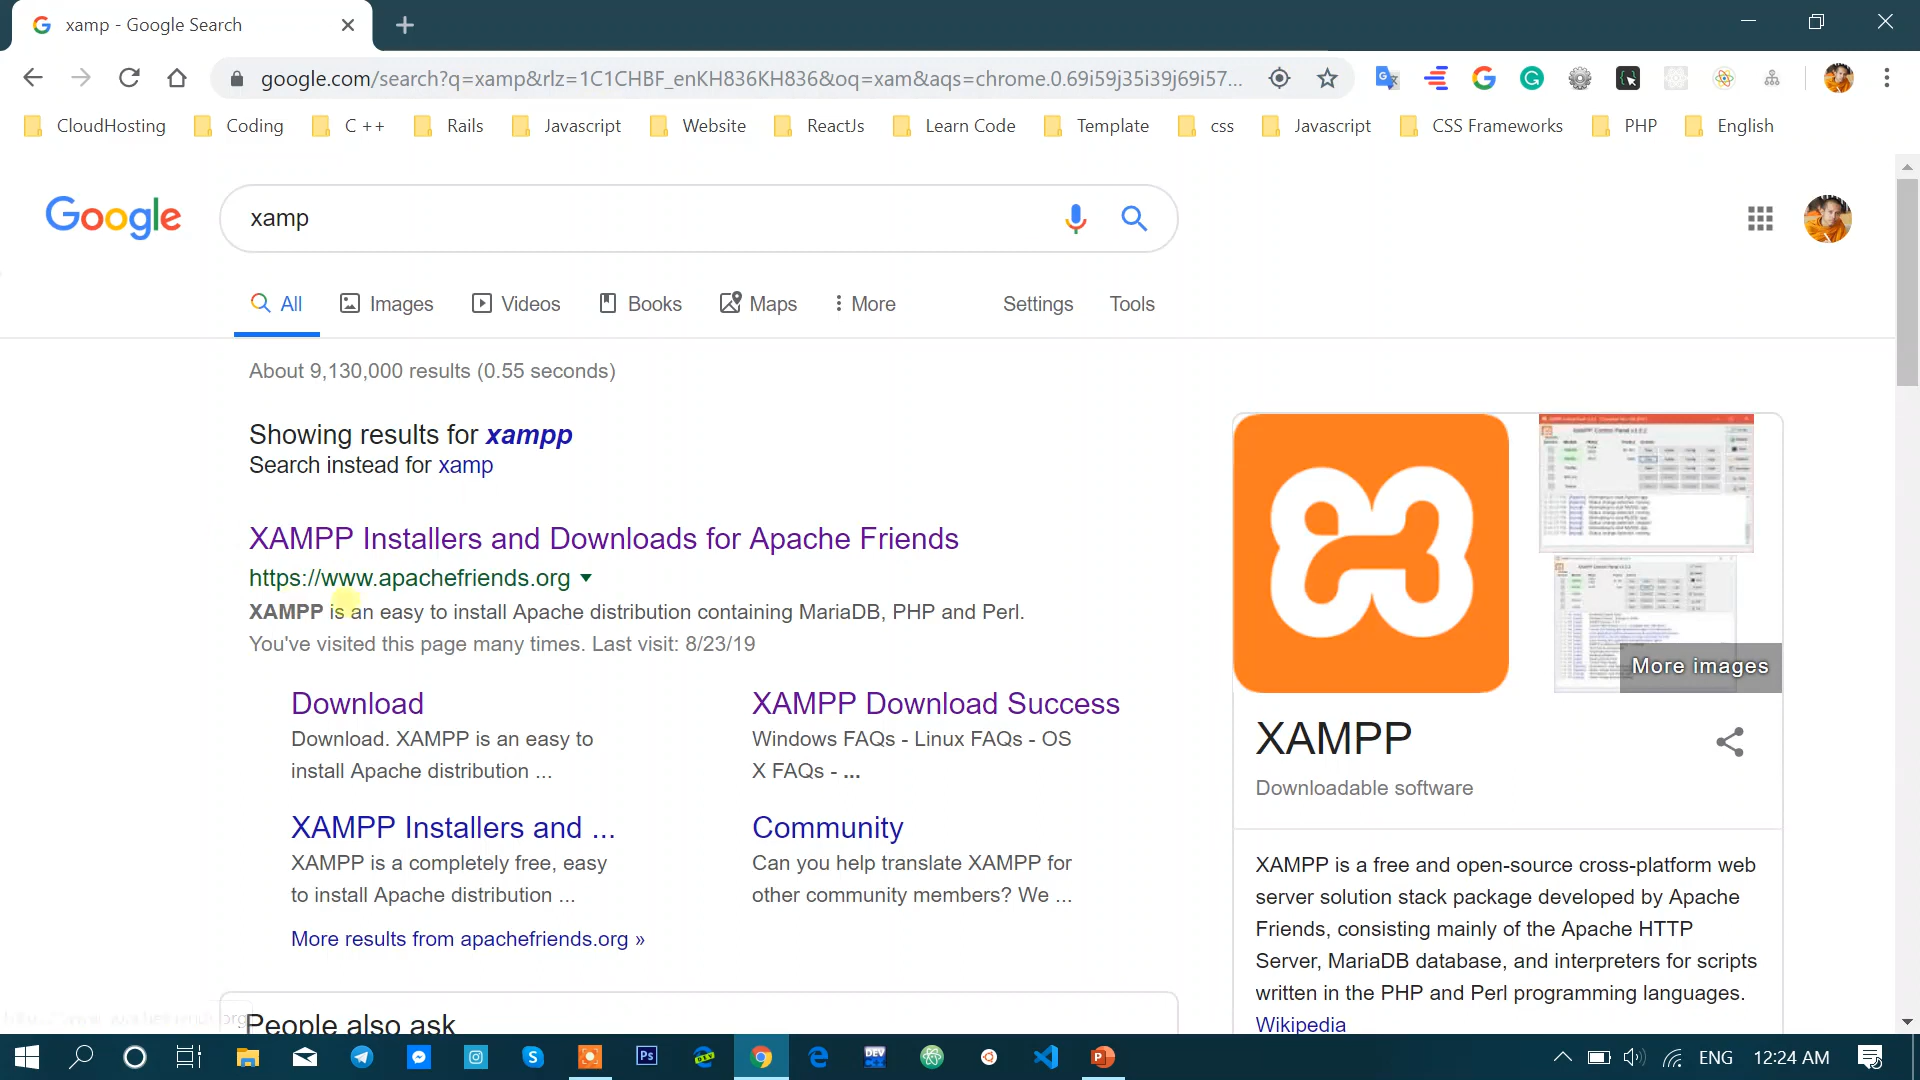 xamp - Google Search
google.com/search?q=xamp&rlz=1C1CHBF_enKH836KH836&oq=xam&aqs=chrome.0.69i59j35i39j69i57...
CloudHosting Coding C ++ Rails Javascript Website ReactJs Learn Code Template css Javascript CSS Frameworks PHP English
Google
xamp
All Images Videos Books Maps More Settings Tools
About 9,130,000 results (0.55 seconds)
Showing results for xampp
Search instead for xamp
XAMPP Installers and Downloads for Apache Friends
https://www.apachefriends.org
XAMPP is an easy to install Apache distribution containing MariaDB, PHP and Perl.
You've visited this page many times. Last visit: 8/23/19
Download
Download. XAMPP is an easy to
install Apache distribution ...
XAMPP Download Success
Windows FAQs - Linux FAQs - OS
X FAQs - ...
XAMPP Installers and ...
XAMPP is a completely free, easy
to install Apache distribution ...
Community
Can you help translate XAMPP for
other community members? We ...
More results from apachefriends.org »
People also ask
More images
XAMPP
Downloadable software
XAMPP is a free and open-source cross-platform web
server solution stack package developed by Apache
Friends, consisting mainly of the Apache HTTP
Server, MariaDB database, and interpreters for scripts
written in the PHP and Perl programming languages.
Wikipedia
Ps
DEV
ENG 12:24 AM